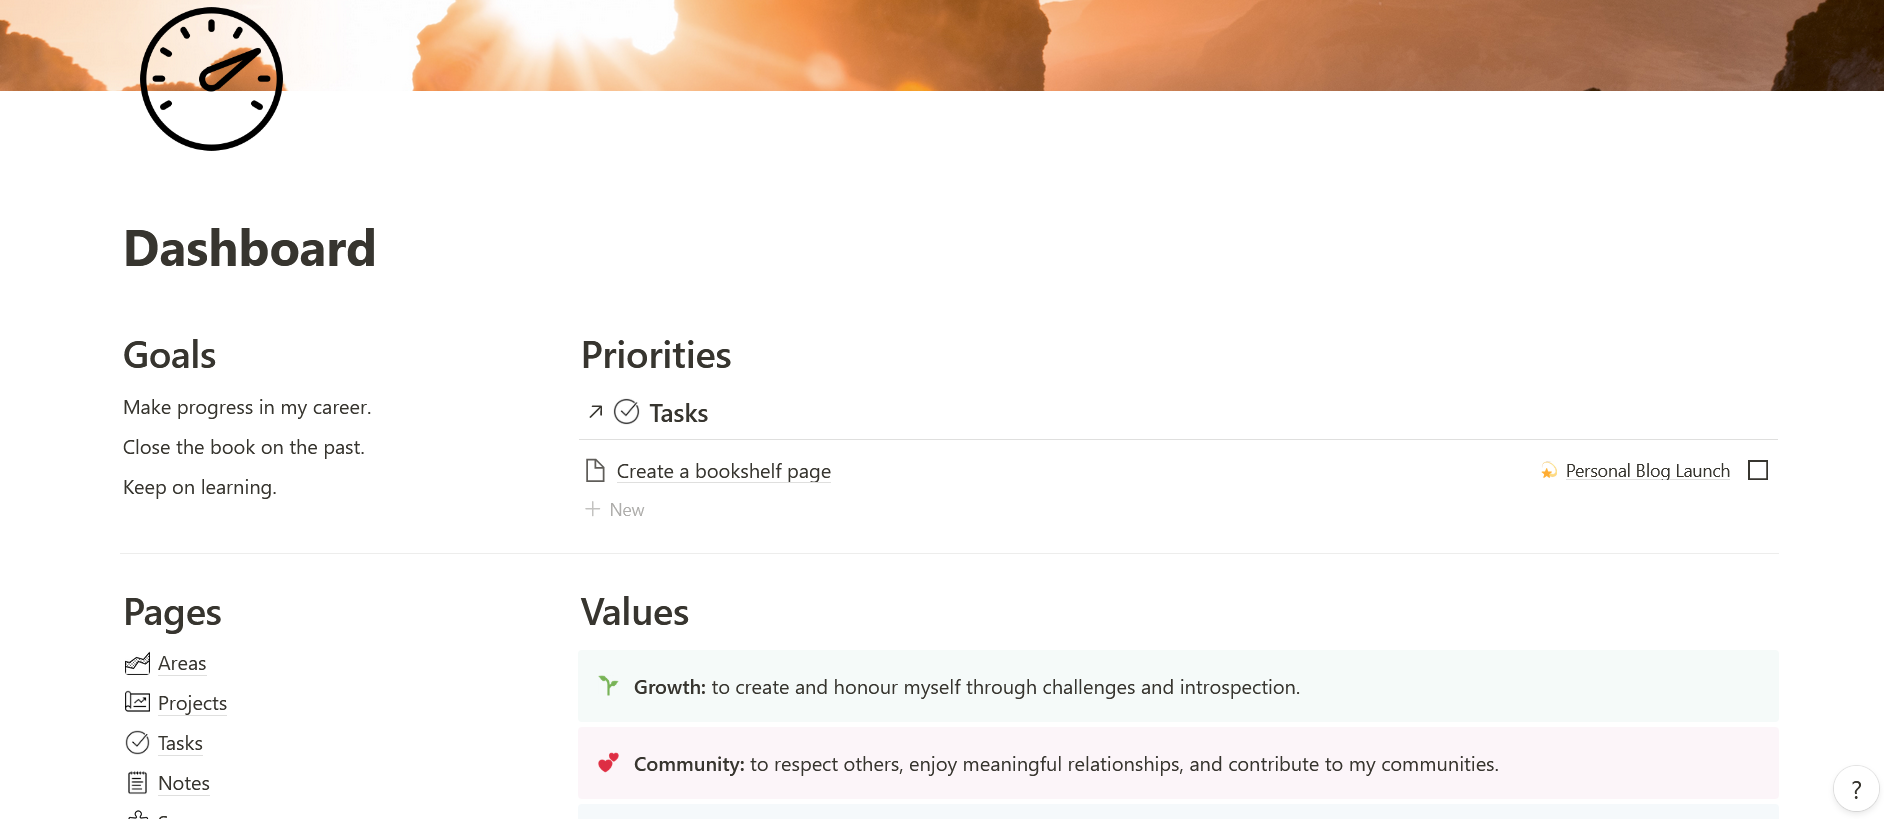 Dashboard
Goals
Make progress in my career.
Close the book on the past.
Keep on learning.
Priorities
Tasks
Create a bookshelf page
Personal Blog Launch
New
Pages
Areas
Projects
Tasks
Notes
Values
Growth: to create and honour myself through challenges and introspection.
Community: to respect others, enjoy meaningful relationships, and contribute to my communities.
?